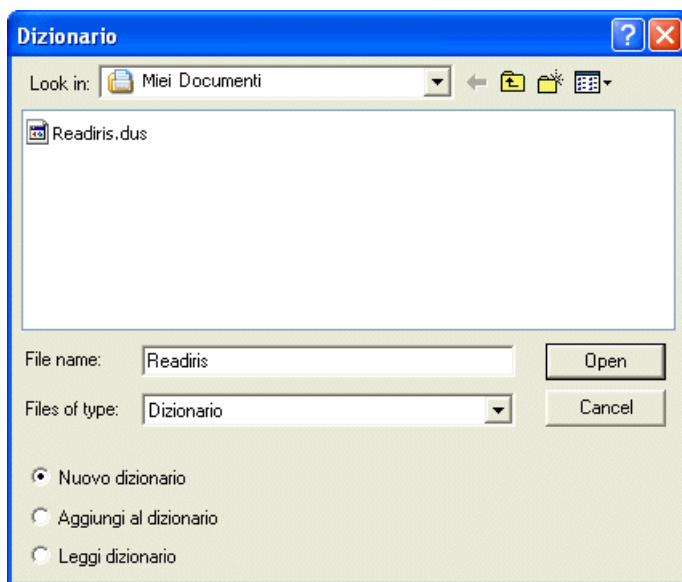 Dizionario
Look in: Miei Documenti
Readiris.dus
File name: Readiris Open
Files of type: Dizionario Cancel
Nuovo dizionario
Aggiungi al dizionario
Leggi dizionario